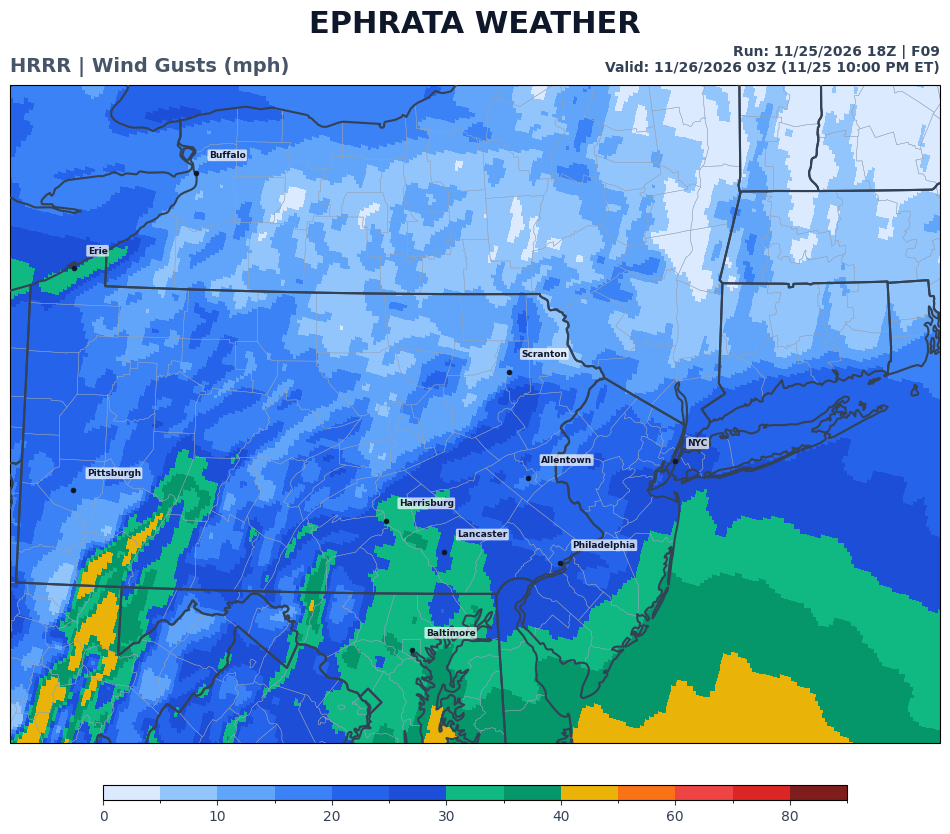 EPHRATA WEATHER
HRRR | Wind Gusts (mph)
Run: 11/25/2026 18Z | F09
Valid: 11/26/2026 03Z (11/25 10:00 PM ET)
Buffalo
Erie
Scranton
NYC
Allentown
Pittsburgh
Harrisburg
Lancaster
Philadelphia
Baltimore
0 10 20 30 40 50 60 70 80